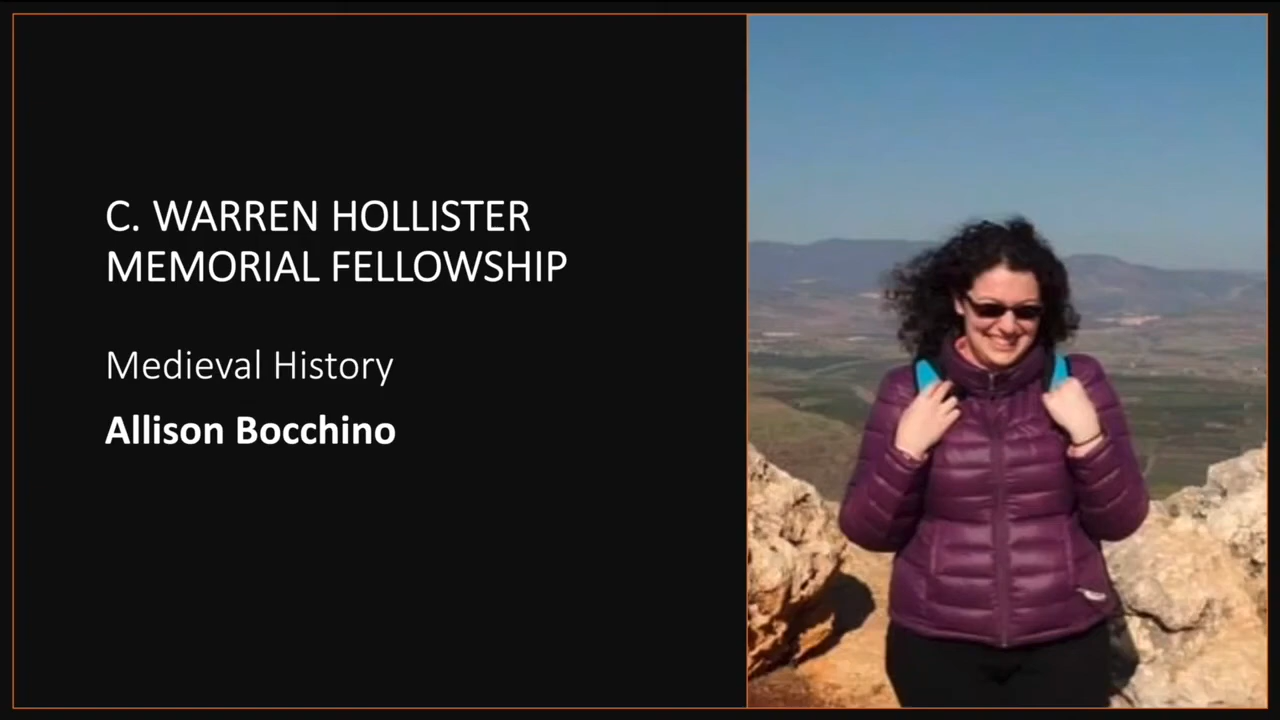 C. WARREN HOLLISTER
MEMORIAL FELLOWSHIP
Medieval History
Allison Bocchino